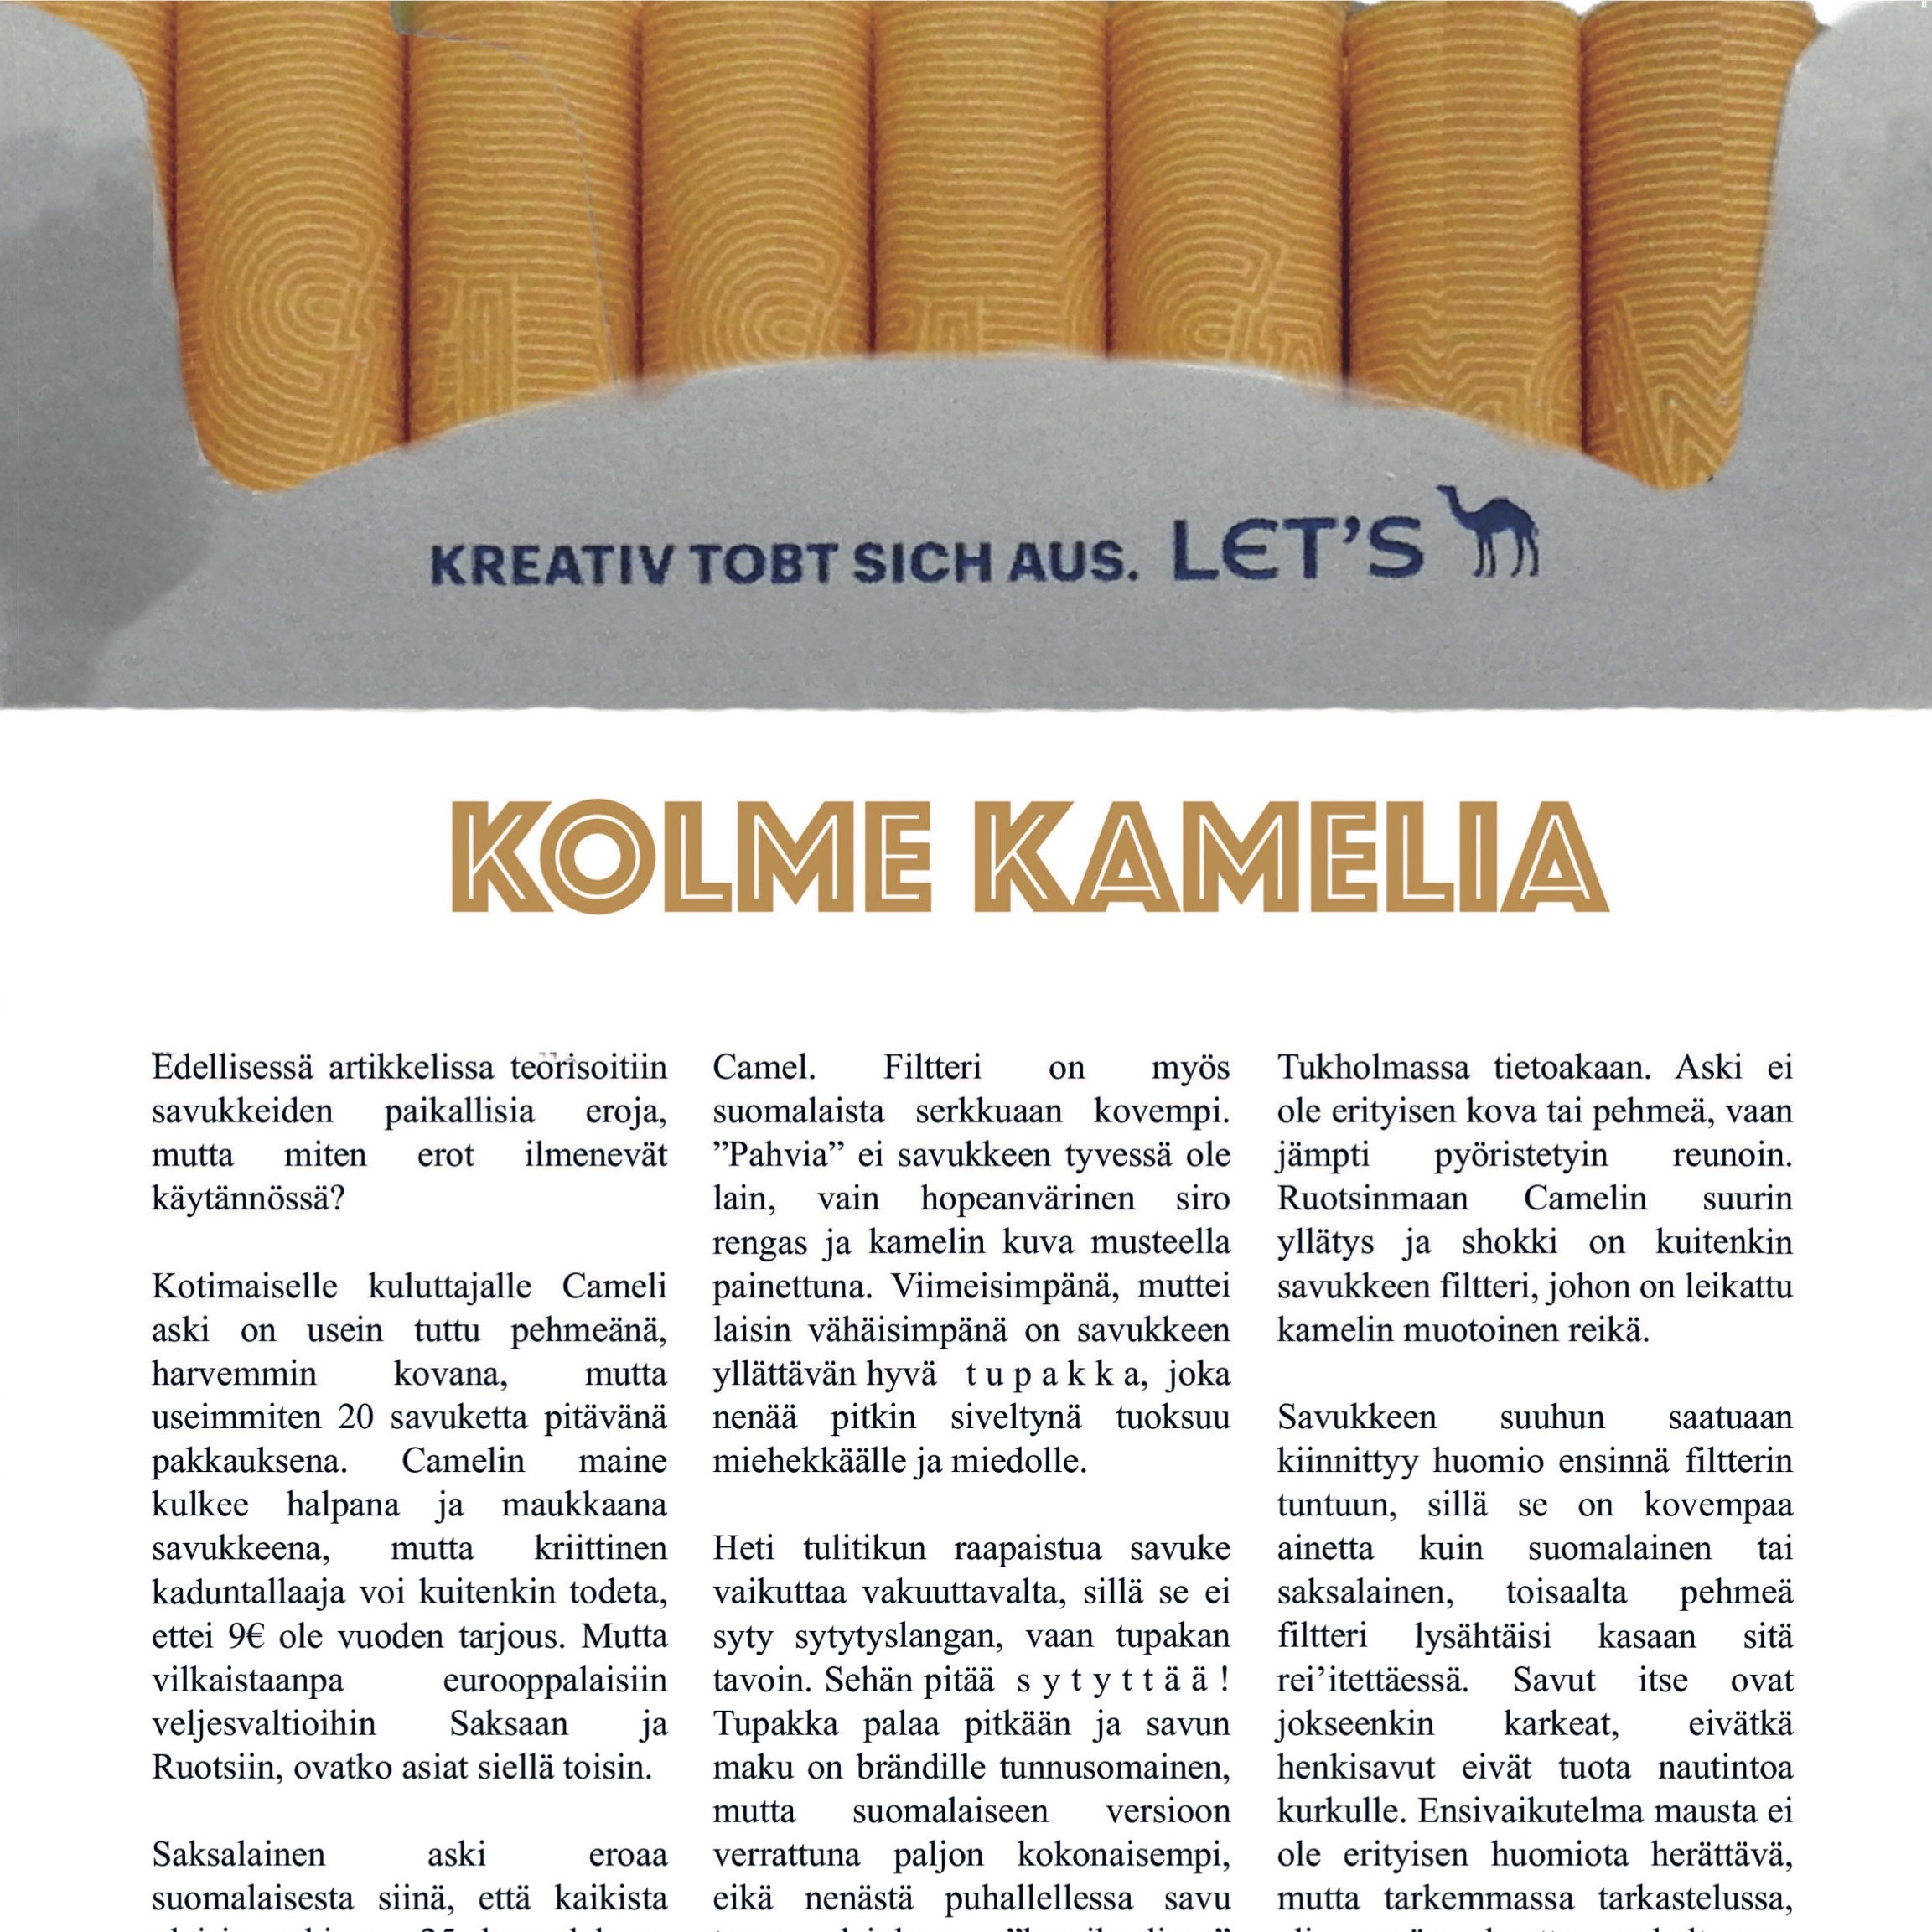 KREATIV TOBT SICH AUS. LET'S
KOLME KAMELIA
Edellisessä artikkelissa teorisoitiin
savukkeiden paikallisia eroja,
mutta miten erot ilmenevät
käytännössä?
Kotimaiselle kuluttajalle Cameli
aski on usein tuttu pehmeänä,
harvemmin kovana, mutta
useimmiten 20 savuketta pitävänä
pakkauksena. Camelin maine
kulkee halpana ja maukkaana
savukkeena, mutta kriittinen
kaduntallaaja voi kuitenkin todeta,
ettei 9€ ole vuoden tarjous. Mutta
vilkaistaanpa eurooppalaisiin
veljesvaltioihin Saksaan ja
Ruotsiin, ovatko asiat siellä toisin.
Saksalainen aski eroaa
suomalaisesta siinä, että kaikista
Camel. Filtteri on myös
suomalaista serkkuaan kovempi.
”Pahvia” ei savukkeen tyvessä ole
lain, vain hopeanvärinen siro
rengas ja kamelin kuva musteella
painettuna. Viimeisimpänä, muttei
laisin vähäisimpänä on savukkeen
yllättävän hyvä t u p a k k a, joka
nenää pitkin siveltynä tuoksuu
miehekkäälle ja miedolle.
Heti tulitikun raapaistua savuke
vaikuttaa vakuuttavalta, sillä se ei
syty sytytyslangan, vaan tupakan
tavoin. Sehän pitää s y t y t t ä ä !
Tupakka palaa pitkään ja savun
maku on brändille tunnusomainen,
mutta suomalaiseen versioon
verrattuna paljon kokonaisempi,
eikä nenästä puhallellessa savu
Tukholmassa tietoakaan. Aski ei
ole erityisen kova tai pehmeä, vaan
jämpti pyöristetyin reunoin.
Ruotsinmaan Camelin suurin
yllätys ja shokki on kuitenkin
savukkeen filtteri, johon on leikattu
kamelin muotoinen reikä.
Savukkeen suuhun saatuaan
kiinnittyy huomio ensinnä filtterin
tuntuun, sillä se on kovempaa
ainetta kuin suomalainen tai
saksalainen, toisaalta pehmeä
filtteri lysähtäisi kasaan sitä
rei’itettäessä. Savut itse ovat
jokseenkin karkeat, eivätkä
henkisavut eivät tuota nautintoa
kurkulle. Ensivaikutelma mausta ei
ole erityisen huomiota herättävä,
mutta tarkemmassa tarkastelussa,